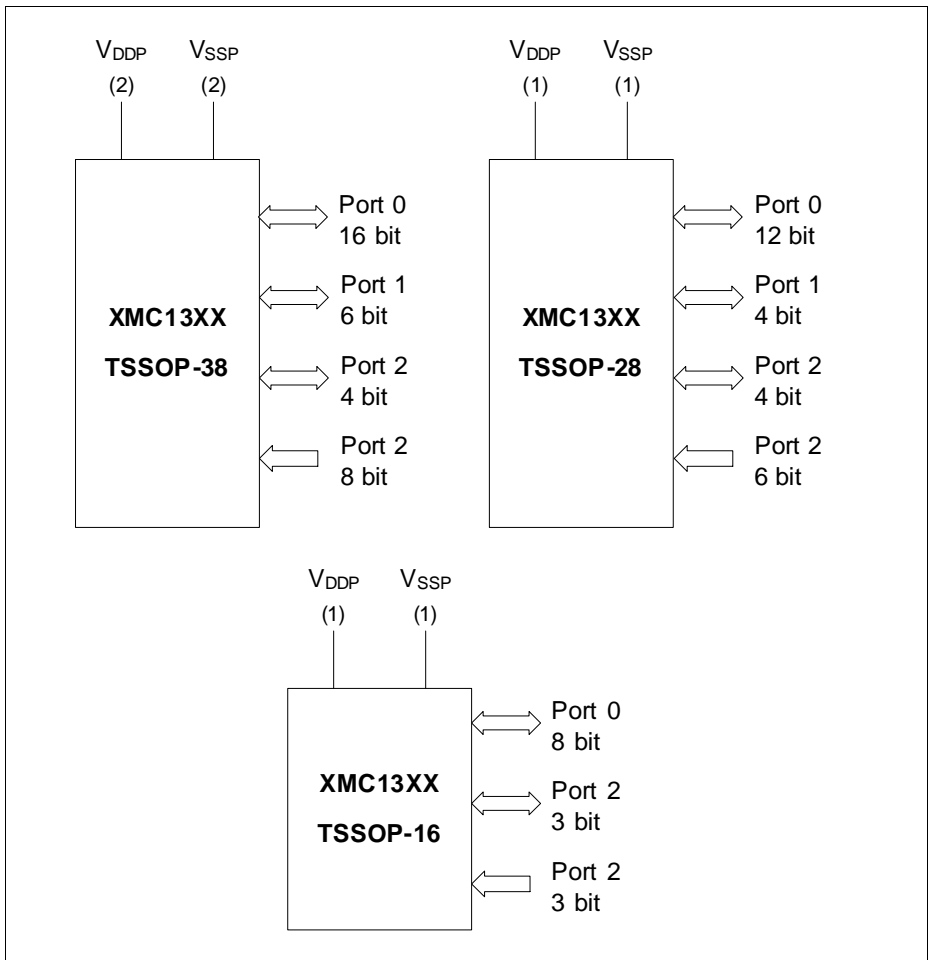 VDDP VSSP
(2) (2)
XMC13XX
TSSOP-38
Port 0
16 bit
Port 1
6 bit
Port 2
4 bit
Port 2
8 bit
VDDP VSSP
(1) (1)
XMC13XX
TSSOP-28
Port 0
12 bit
Port 1
4 bit
Port 2
4 bit
Port 2
6 bit
VDDP VSSP
(1) (1)
XMC13XX
TSSOP-16
Port 0
8 bit
Port 2
3 bit
Port 2
3 bit